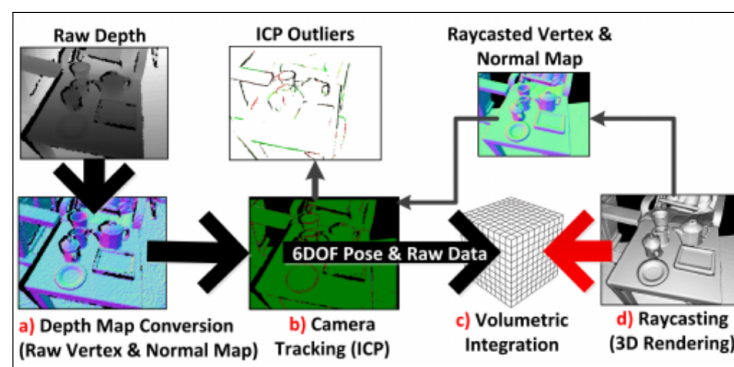 Raw Depth
ICP Outliers
Raycasted Vertex &
Normal Map
6DOF Pose & Raw Data
a) Depth Map Conversion
(Raw Vertex & Normal Map)
b) Camera
Tracking (ICP)
c) Volumetric
Integration
d) Raycasting
(3D Rendering)